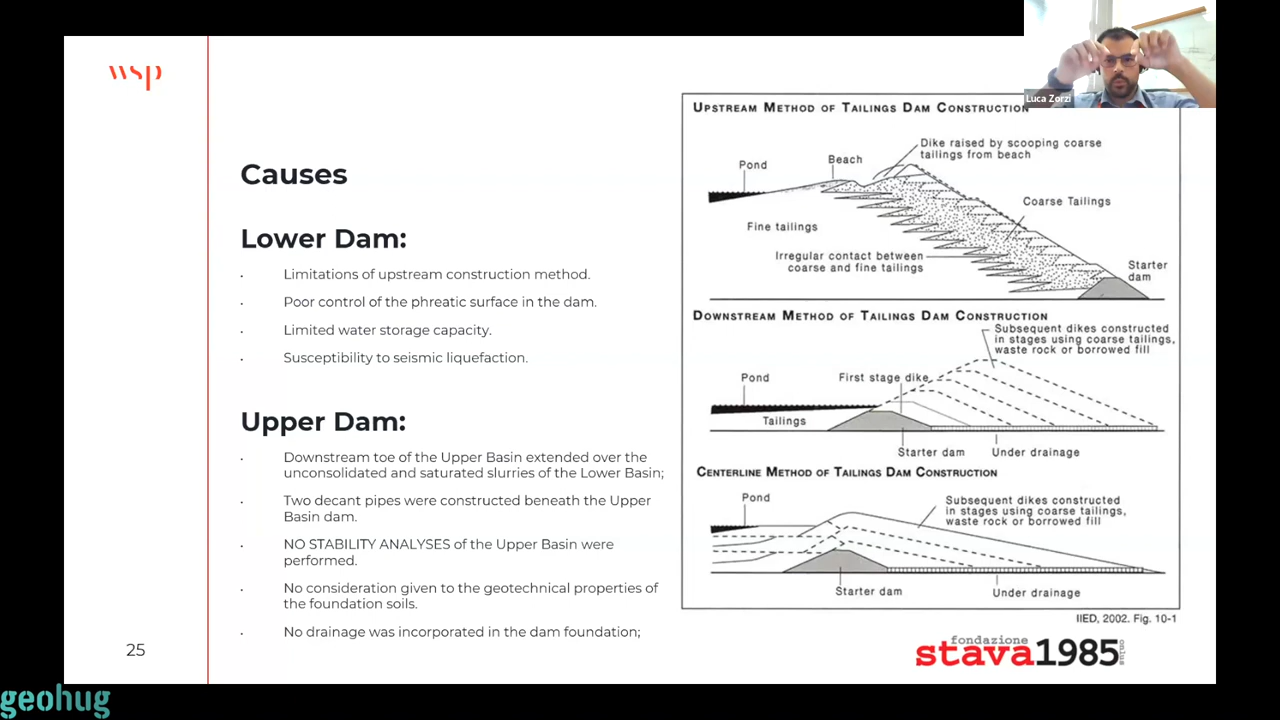 wsp
Luca Zorzi
Causes
Lower Dam:
· Limitations of upstream construction method.
· Poor control of the phreatic surface in the dam.
· Limited water storage capacity.
· Susceptibility to seismic liquefaction.
Upper Dam:
· Downstream toe of the Upper Basin extended over the
unconsolidated and saturated slurries of the Lower Basin;
· Two decant pipes were constructed beneath the Upper
Basin dam.
· NO STABILITY ANALYSES of the Upper Basin were
performed.
· No consideration given to the geotechnical properties of
the foundation soils.
· No drainage was incorporated in the dam foundation;
25
UPSTREAM METHOD OF TAILINGS DAM CONSTRUCTION
Dike raised by scooping coarse
tailings from beach
Pond
Beach
Coarse Tailings
Fine tailings
Irregular contact between
coarse and fine tailings
Starter
dam
DOWNSTREAM METHOD OF TAILINGS DAM CONSTRUCTION
Subsequent dikes constructed
in stages using coarse tailings,
waste rock or borrowed fill
Pond
First stage dike
Tailings
Starter dam
Under drainage
CENTERLINE METHOD OF TAILINGS DAM CONSTRUCTION
Pond
Subsequent dikes constructed
in stages using coarse tailings,
waste rock or borrowed fill
Starter dam
Under drainage
IIED, 2002. Fig. 10-1
fondazione
stava1985
onlus
geohug